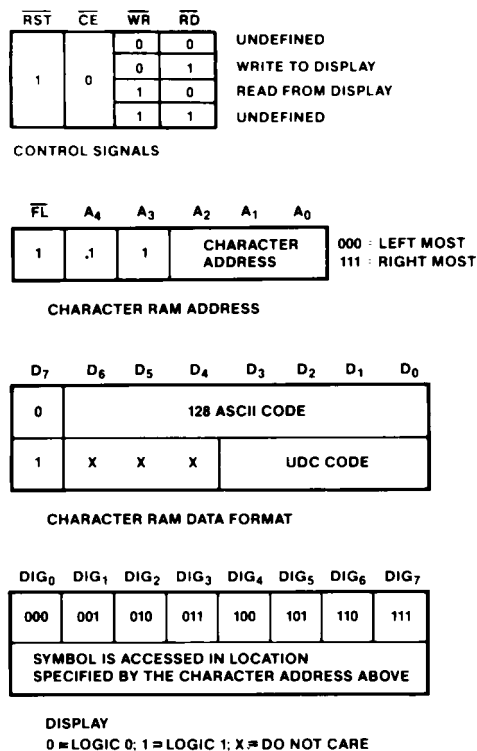 RST CE WR RD
0 0 UNDEFINED
1 0 0 1 WRITE TO DISPLAY
1 0 READ FROM DISPLAY
1 1 UNDEFINED
CONTROL SIGNALS
FL A4 A3 A2 A1 A0
1 .1 1 CHARACTER ADDRESS 000 = LEFT MOST
111 = RIGHT MOST
CHARACTER RAM ADDRESS
D7 D6 D5 D4 D3 D2 D1 D0
0 128 ASCII CODE
1 X X X UDC CODE
CHARACTER RAM DATA FORMAT
DIG0 DIG1 DIG2 DIG3 DIG4 DIG5 DIG6 DIG7
000 001 010 011 100 101 110 111
SYMBOL IS ACCESSED IN LOCATION
SPECIFIED BY THE CHARACTER ADDRESS ABOVE
DISPLAY
0 = LOGIC 0; 1 = LOGIC 1; X = DO NOT CARE